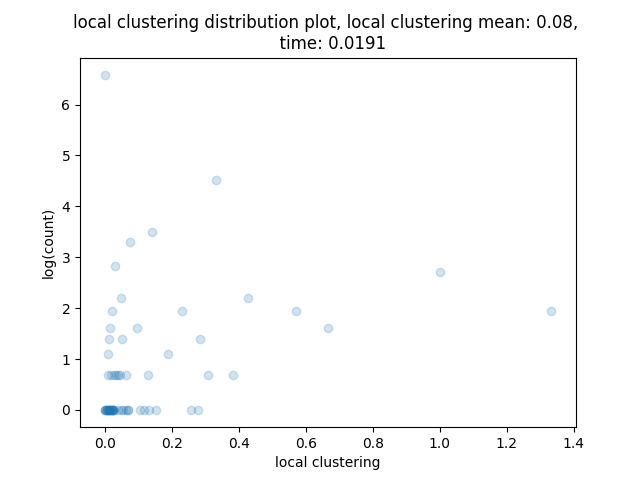 local clustering distribution plot, local clustering mean: 0.08,
time: 0.0191
6
5
4
3
2
1
0
log(count)
0.0 0.2 0.4 0.6 0.8 1.0 1.2 1.4
local clustering